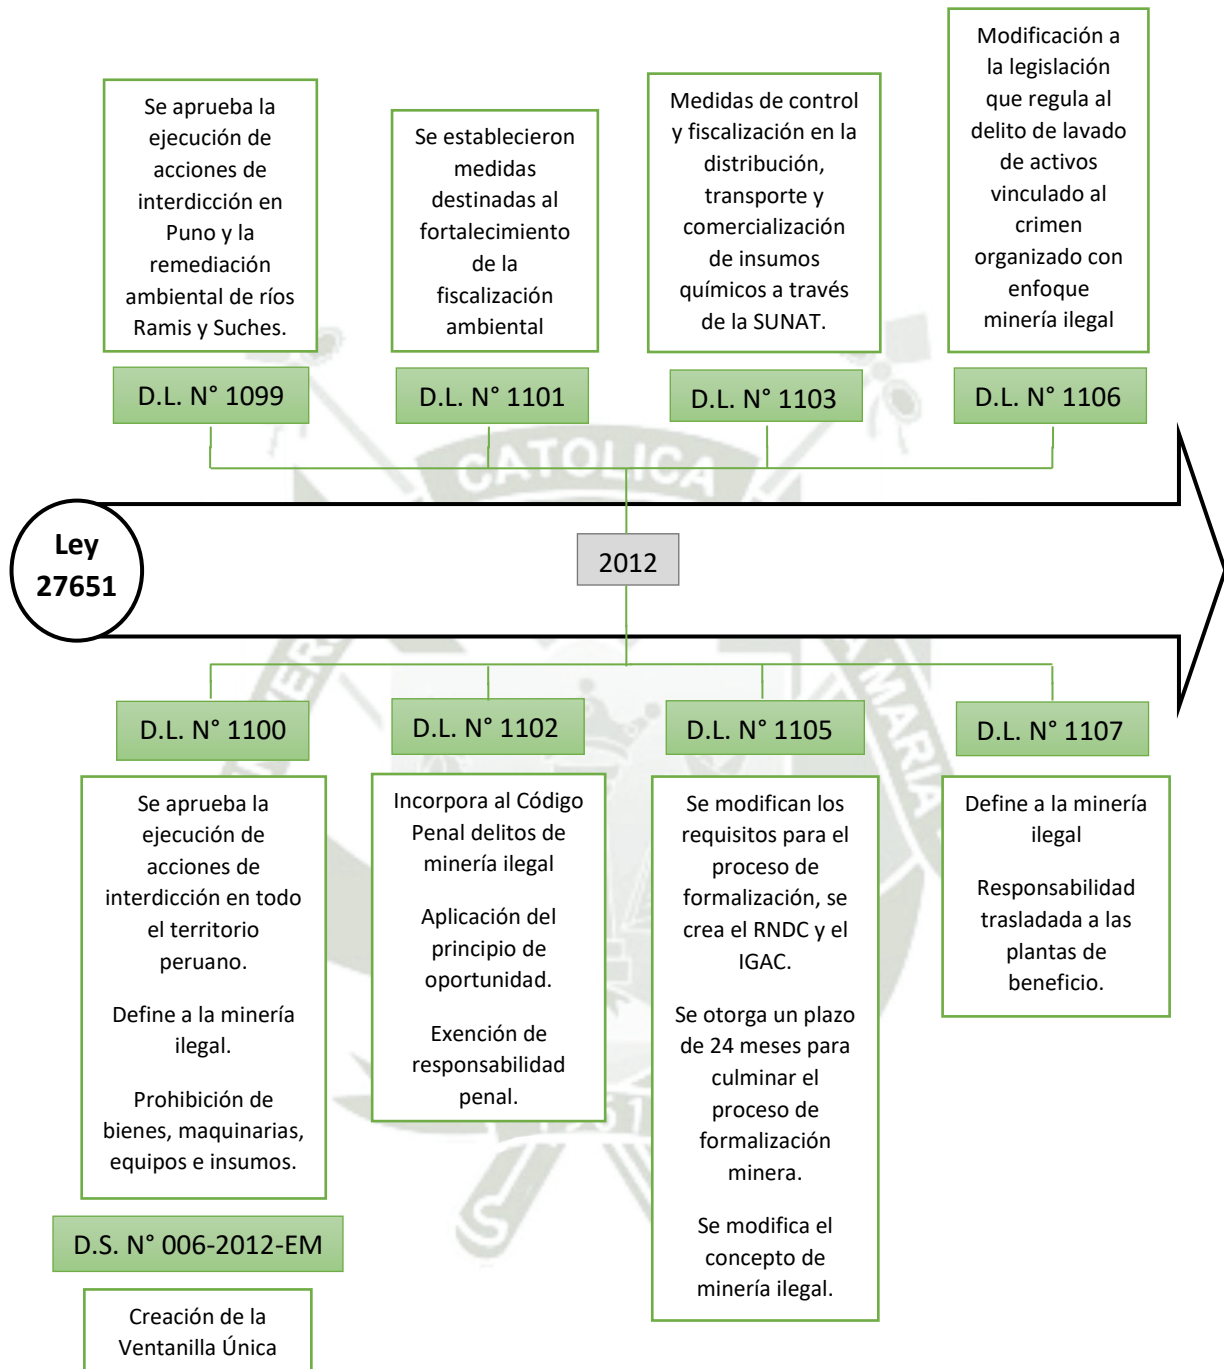 Se aprueba la
ejecución de
acciones de
interdicción en
Puno y la
remediación
ambiental de ríos
Ramis y Suches.
D.L. N° 1099
Se establecieron
medidas
destinadas al
fortalecimiento
de la
fiscalización
ambiental
D.L. N° 1101
Medidas de control
y fiscalización en la
distribución,
transporte y
comercialización
de insumos
químicos a través
de la SUNAT.
D.L. N° 1103
Modificación a
la legislación
que regula al
delito de lavado
de activos
vinculado al
crimen
organizado con
enfoque
minería ilegal
D.L. N° 1106
CATOLICA
Ley
27651
2012
MARIA
D.L. N° 1100
Se aprueba la
ejecución de
acciones de
interdicción en todo
el territorio
peruano.
Define a la minería
ilegal.
Prohibición de
bienes, maquinarias,
equipos e insumos.
D.S. N° 006-2012-EM
Creación de la
Ventanilla Única
D.L. N° 1102
Incorpora al Código
Penal delitos de
minería ilegal
Aplicación del
principio de
oportunidad.
Exención de
responsabilidad
penal.
D.L. N° 1105
Se modifican los
requisitos para el
proceso de
formalización, se
crea el RNDC y el
IGAC.
Se otorga un plazo
de 24 meses para
culminar el
proceso de
formalización
minera.
Se modifica el
concepto de
minería ilegal.
D.L. N° 1107
Define a la minería
ilegal
Responsabilidad
trasladada a las
plantas de
beneficio.